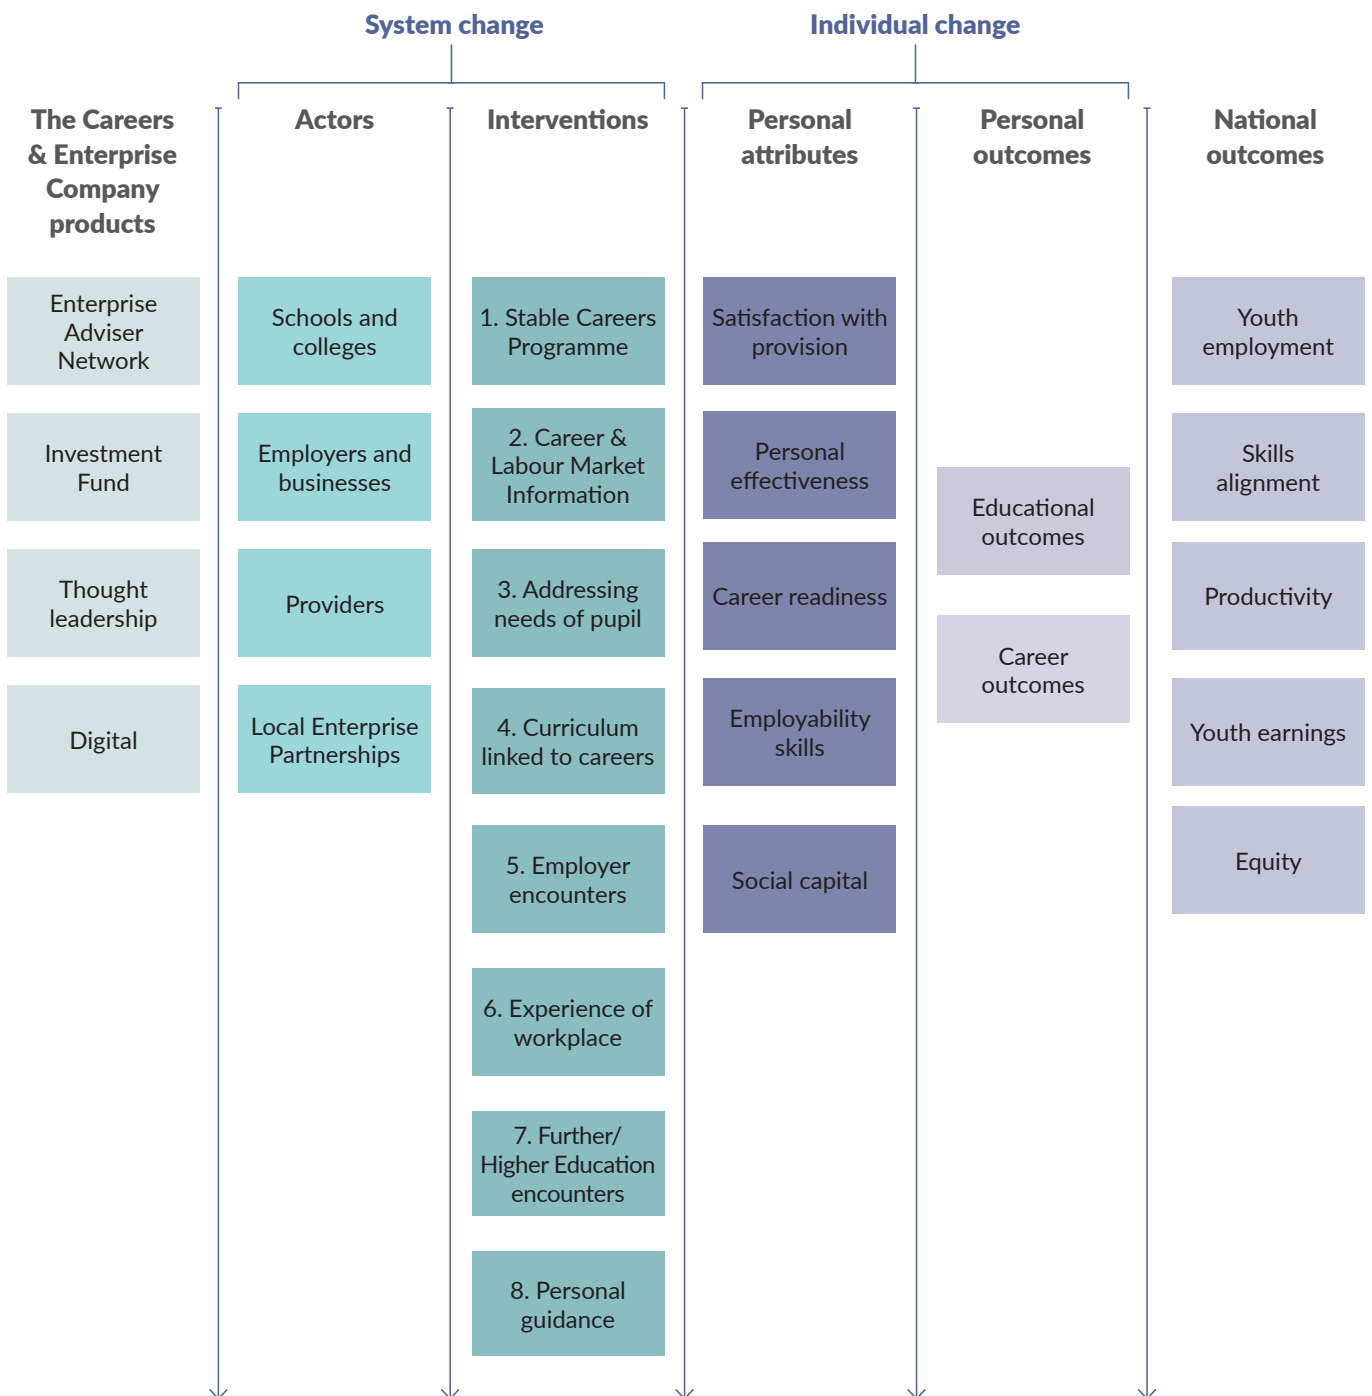 System change
Individual change
The Careers
& Enterprise
Company
products
Actors
Interventions
Personal
attributes
Personal
outcomes
National
outcomes
Enterprise
Adviser
Network
Investment
Fund
Thought
leadership
Digital
Schools and
colleges
Employers and
businesses
Providers
Local Enterprise
Partnerships
1. Stable Careers
Programme
2. Career &
Labour Market
Information
3. Addressing
needs of pupil
4. Curriculum
linked to careers
5. Employer
encounters
6. Experience of
workplace
7. Further/
Higher Education
encounters
8. Personal
guidance
Satisfaction with
provision
Personal
effectiveness
Career readiness
Employability
skills
Social capital
Educational
outcomes
Career
outcomes
Youth
employment
Skills
alignment
Productivity
Youth earnings
Equity